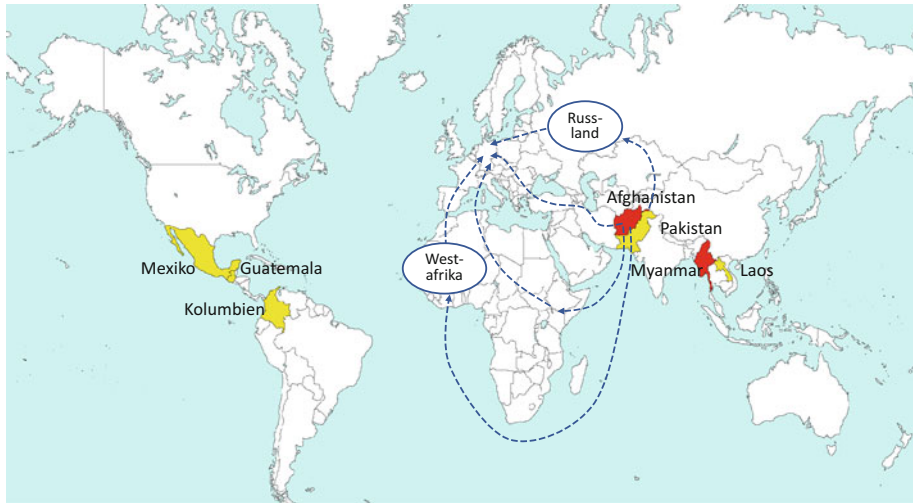 Russ-
land
Afghanistan
Pakistan
West-
afrika
Mexiko
Guatemala
Myanmar
Laos
Kolumbien